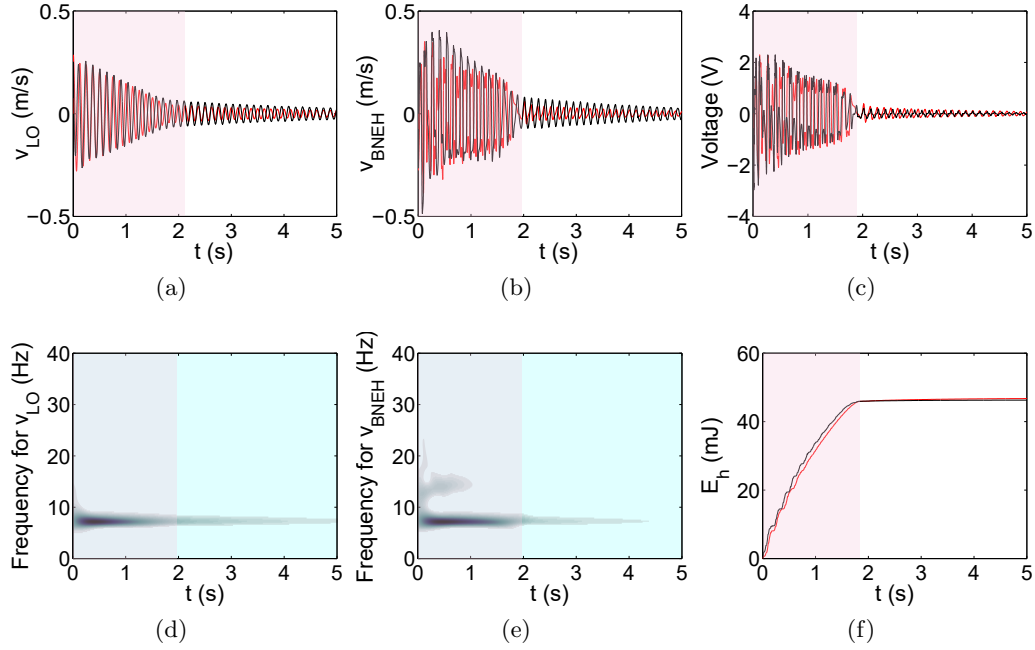 0.5
0
−0.5
v_LO (m/s)
0 1 2 3 4 5
t (s)
(a)
0.5
0
−0.5
v_BNEH (m/s)
0 1 2 3 4 5
t (s)
(b)
4
2
0
−2
−4
Voltage (V)
0 1 2 3 4 5
t (s)
(c)
40
30
20
10
0
Frequency for v_LO (Hz)
0 1 2 3 4 5
t (s)
(d)
40
30
20
10
0
Frequency for v_BNEH (Hz)
0 1 2 3 4 5
t (s)
(e)
60
40
20
0
E_h (mJ)
0 1 2 3 4 5
t (s)
(f)